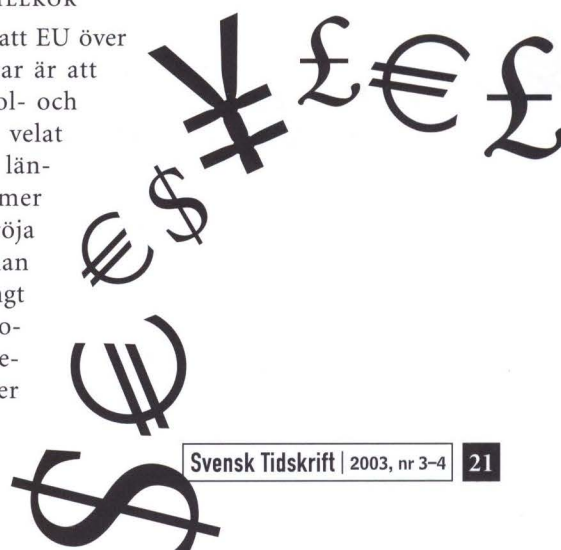 att EU över
ar är att
ol- och
velat
län-
mer
öja
an
gt
o-
e-
er
¥ £ € £
€ $
€
$
Svensk Tidskrift | 2003, nr 3–4 21